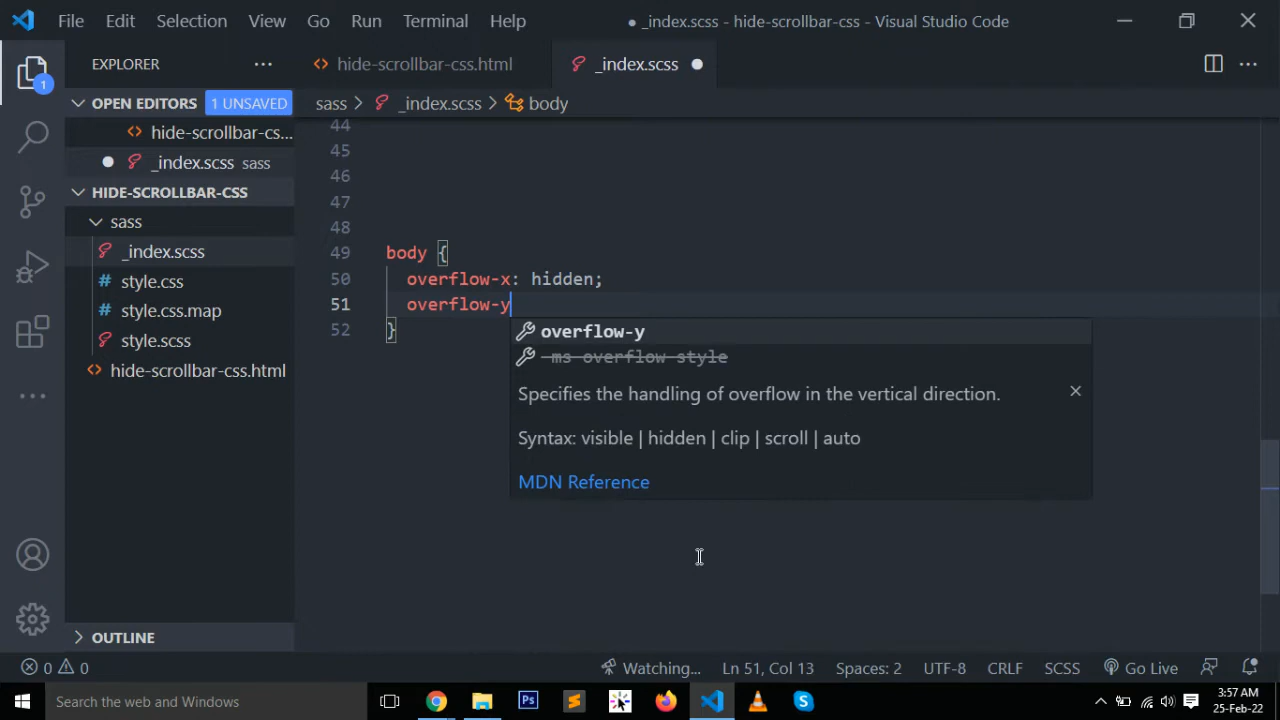 File Edit Selection View Go Run Terminal Help
● _index.scss - hide-scrollbar-css - Visual Studio Code
EXPLORER
hide-scrollbar-css.html
_index.scss
OPEN EDITORS 1 UNSAVED
hide-scrollbar-cs...
_index.scss sass
HIDE-SCROLLBAR-CSS
sass
_index.scss
style.css
style.css.map
style.scss
hide-scrollbar-css.html
OUTLINE
1
sass > _index.scss > body
44
45
46
47
48
49 body {
50 overflow-x: hidden;
51 overflow-y
52 }
overflow-y
-ms-overflow-style
Specifies the handling of overflow in the vertical direction.
Syntax: visible | hidden | clip | scroll | auto
MDN Reference
0 0
Watching... Ln 51, Col 13 Spaces: 2 UTF-8 CRLF SCSS Go Live
Search the web and Windows
Ps
3:57 AM
25-Feb-22